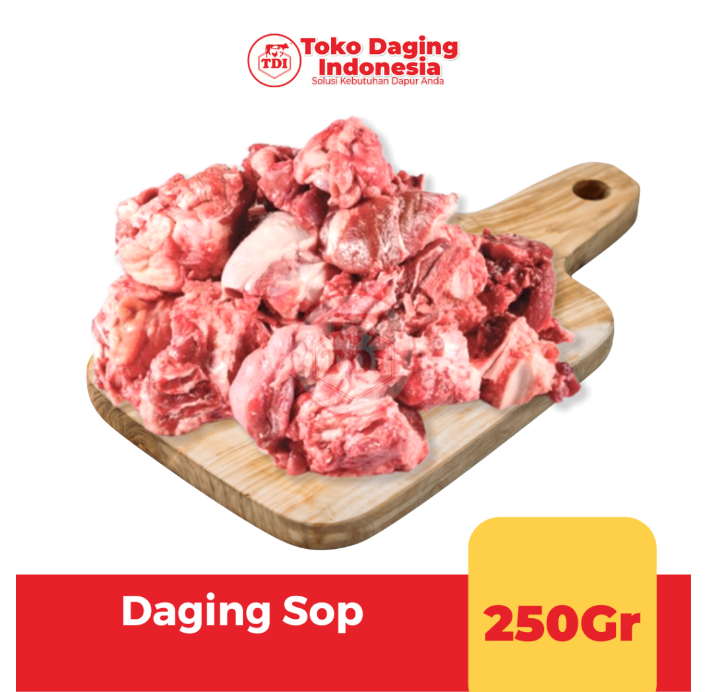 TDI
Toko Daging
Indonesia
Solusi Kebutuhan Dapur Anda
Daging Sop
250Gr